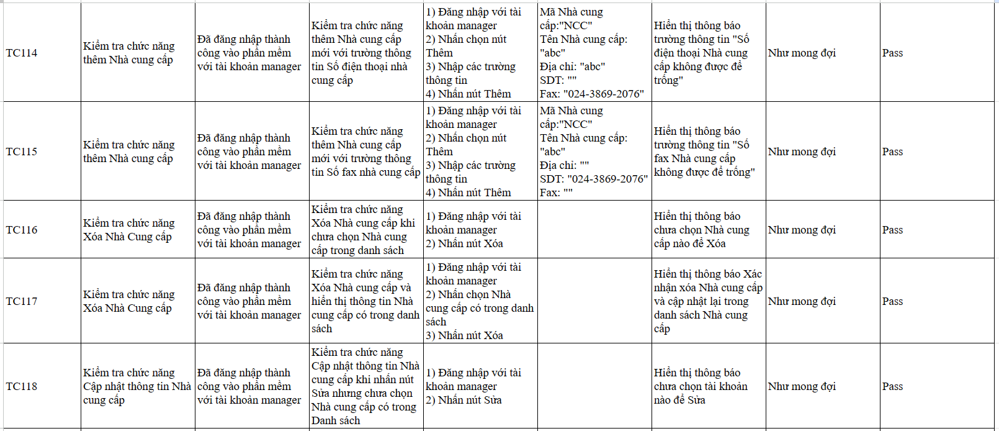 TC114
Kiểm tra chức năng
thêm Nhà cung cấp
Đã đăng nhập thành
công vào phần mềm
với tài khoản manager
Kiểm tra chức năng
thêm Nhà cung cấp
mới với trường thông
tin Số điện thoại nhà
cung cấp
1) Đăng nhập với tài
khoản manager
2) Nhấn chọn nút
Thêm
3) Nhập các trường
thông tin
4) Nhấn nút Thêm
Mã Nhà cung
cấp:"NCC"
Tên Nhà cung cấp:
"abc"
Địa chỉ: "abc"
SDT: ""
Fax: "024-3869-2076"
Hiển thị thông báo
trường thông tin "Số
điện thoại Nhà cung
cấp không được để
trống"
Như mong đợi
Pass
TC115
Kiểm tra chức năng
thêm Nhà cung cấp
Đã đăng nhập thành
công vào phần mềm
với tài khoản manager
Kiểm tra chức năng
thêm Nhà cung cấp
mới với trường thông
tin Số fax nhà cung cấp
1) Đăng nhập với tài
khoản manager
2) Nhấn chọn nút
Thêm
3) Nhập các trường
thông tin
4) Nhấn nút Thêm
Mã Nhà cung
cấp:"NCC"
Tên Nhà cung cấp:
"abc"
Địa chỉ: ""
SDT: "024-3869-2076"
Fax: ""
Hiển thị thông báo
trường thông tin "Số
fax Nhà cung cấp
không được để trống"
Như mong đợi
Pass
TC116
Kiểm tra chức năng
Xóa Nhà Cung cấp
Đã đăng nhập thành
công vào phần mềm
với tài khoản manager
Kiểm tra chức năng
Xóa Nhà cung cấp khi
chưa chọn Nhà cung
cấp trong danh sách
1) Đăng nhập với tài
khoản manager
2) Nhấn nút Xóa
Hiển thị thông báo
chưa chọn Nhà cung
cấp nào để Xóa
Như mong đợi
Pass
TC117
Kiểm tra chức năng
Xóa Nhà Cung cấp
Đã đăng nhập thành
công vào phần mềm
với tài khoản manager
Kiểm tra chức năng
Xóa Nhà cung cấp và
hiển thị thông tin Nhà
cung cấp có trong danh
sách
1) Đăng nhập với tài
khoản manager
2) Nhấn chọn Nhà
cung cấp có trong danh
sách
3) Nhấn nút Xóa
Hiển thị thông báo Xác
nhận xóa Nhà cung cấp
và cập nhật lại trong
danh sách Nhà cung
cấp
Như mong đợi
Pass
TC118
Kiểm tra chức năng
Cập nhật thông tin Nhà
cung cấp
Đã đăng nhập thành
công vào phần mềm
với tài khoản manager
Kiểm tra chức năng
Cập nhật thông tin Nhà
cung cấp khi nhấn nút
Sửa nhưng chưa chọn
Nhà cung cấp có trong
Danh sách
1) Đăng nhập với tài
khoản manager
2) Nhấn nút Sửa
Hiển thị thông báo
chưa chọn tài khoản
nào để Sửa
Như mong đợi
Pass